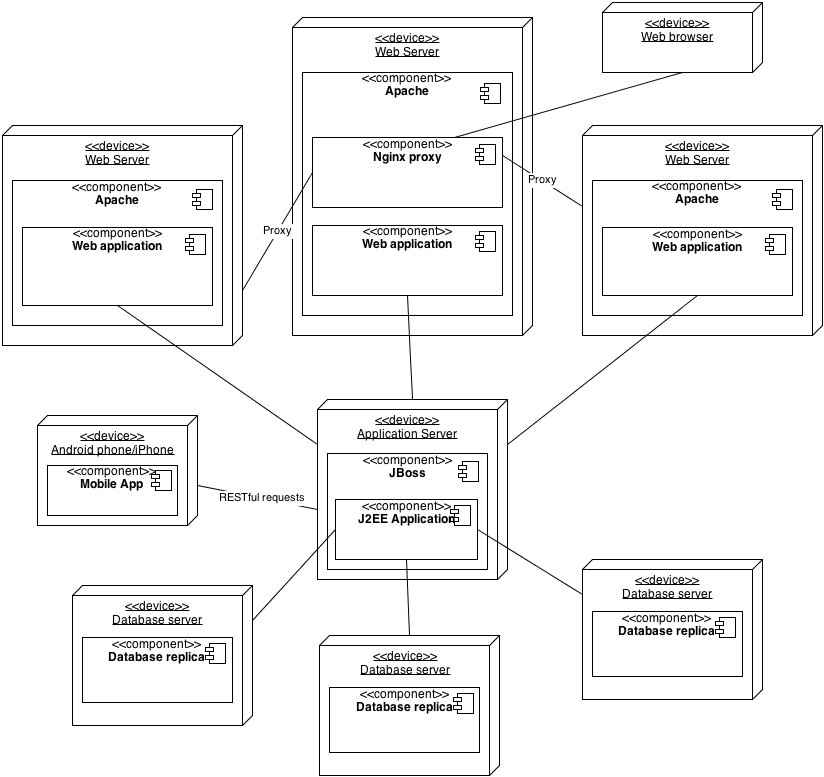 <<device>>
Web Server
<<component>>
Apache
<<component>>
Nginx proxy
<<component>>
Web application
<<device>>
Web browser
<<device>>
Web Server
<<component>>
Apache
<<component>>
Web application
<<device>>
Web Server
<<component>>
Apache
<<component>>
Web application
Proxy
Proxy
<<device>>
Application Server
<<component>>
JBoss
<<component>>
J2EE Application
<<device>>
Android phone/iPhone
<<component>>
Mobile App
RESTful requests
<<device>>
Database server
<<component>>
Database replica
<<device>>
Database server
<<component>>
Database replica
<<device>>
Database server
<<component>>
Database replica